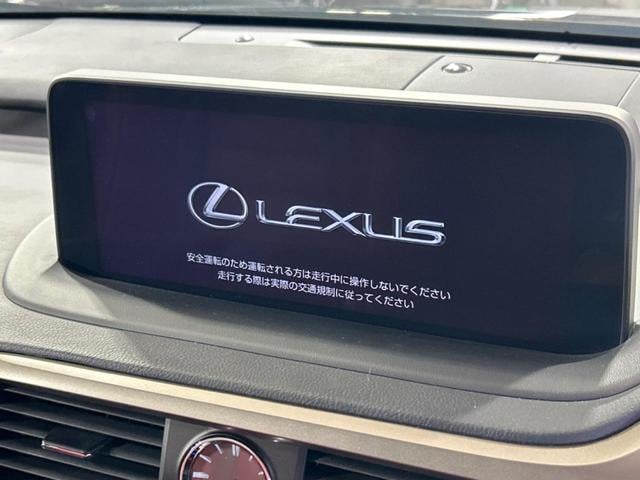 LEXUS
安全運転のため運転される方は走行中に操作しないでください
走行する際は実際の交通規制に従ってください